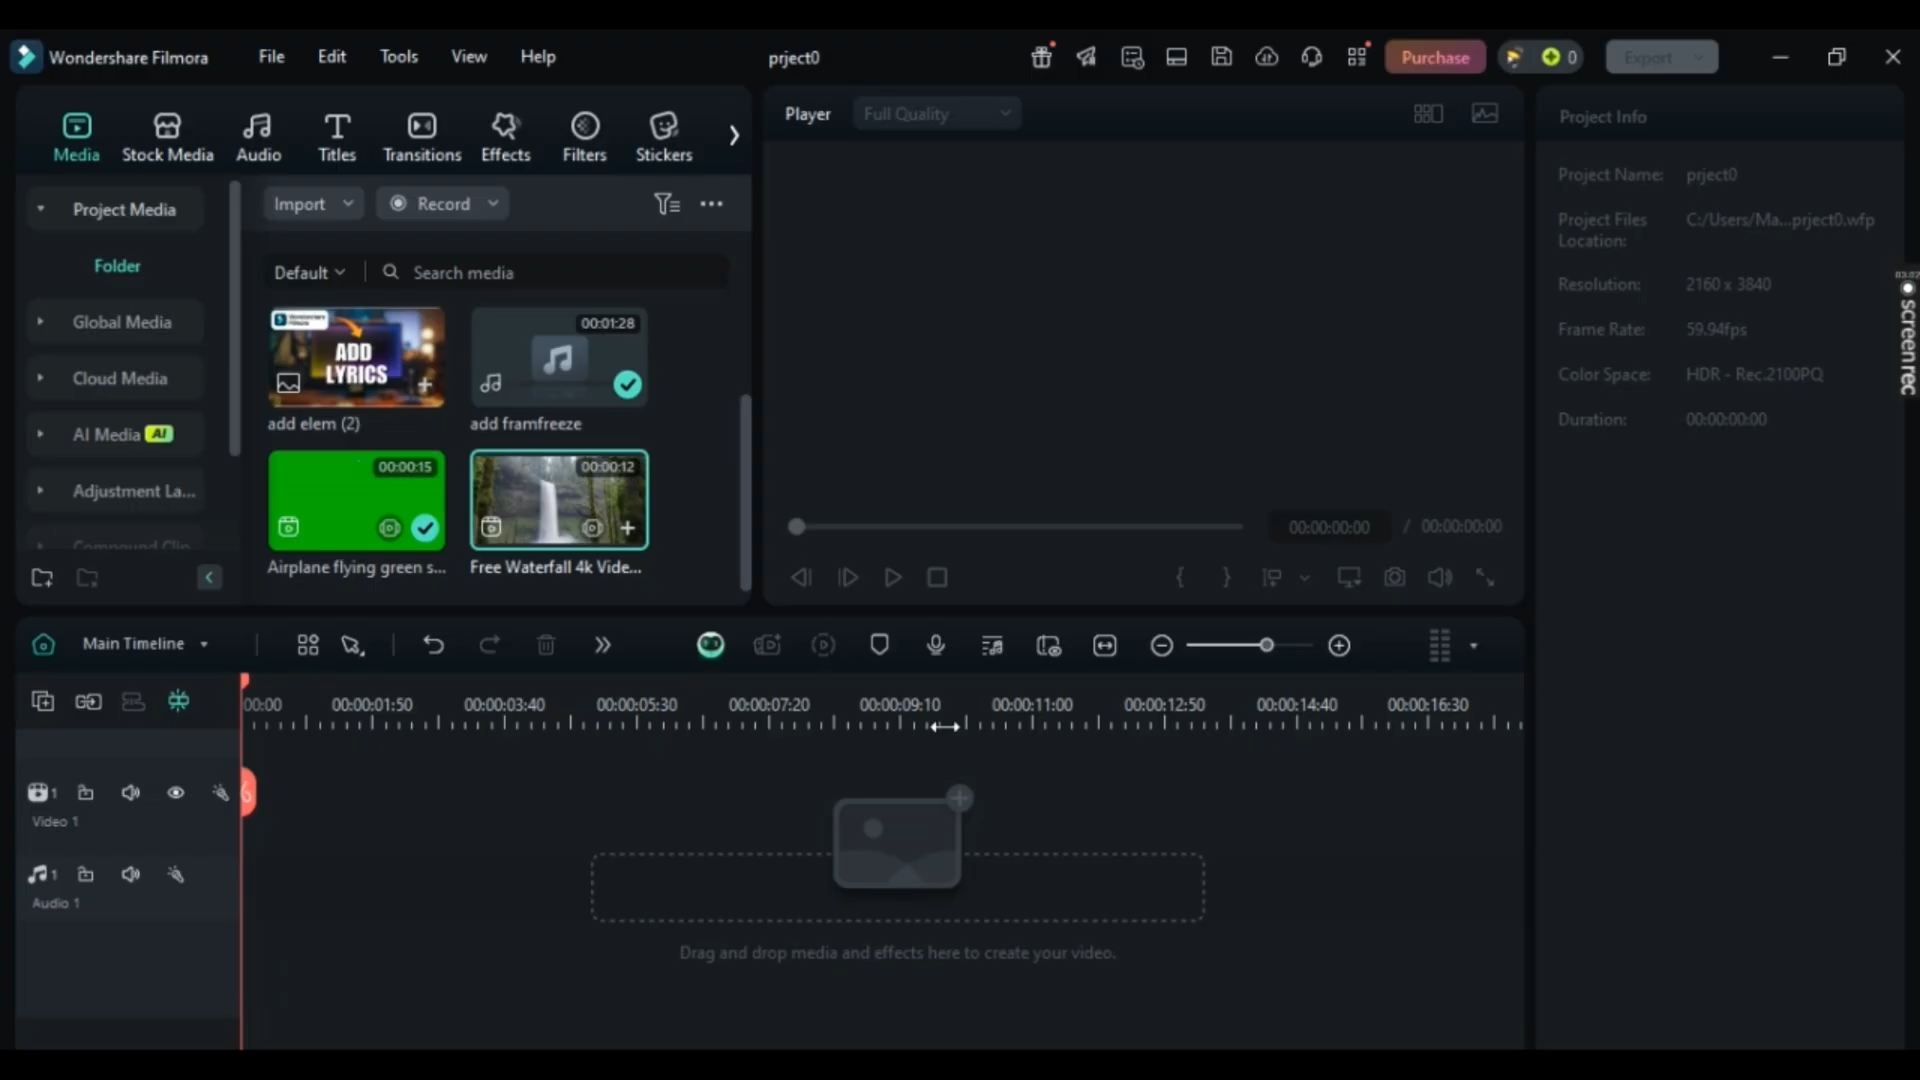 Wondershare Filmora File Edit Tools View Help prject0 Purchase 0 Export
Media Stock Media Audio Titles Transitions Effects Filters Stickers
Player Full Quality
Project Info
Project Media
Folder
Global Media
Cloud Media
AI Media AI
Adjustment La...
Compound Clip
Import Record
Default Search media
ADD
LYRICS
00:01:28
add elem (2) add framfreeze
00:00:15 00:00:12
Airplane flying green s... Free Waterfall 4k Vide...
00:00:00:00 / 00:00:00:00
Project Name: prject0
Project Files C:/Users/Ma...prject0.wfp
Location:
Resolution: 2160 x 3840
Frame Rate: 59.94fps
Color Space: HDR - Rec.2100PQ
Duration: 00:00:00:00
screen rec
Main Timeline
00:00 00:00:01:50 00:00:03:40 00:00:05:30 00:00:07:20 00:00:09:10 00:00:11:00 00:00:12:50 00:00:14:40 00:00:16:30
1
Video 1
1
Audio 1
Drag and drop media and effects here to create your video.